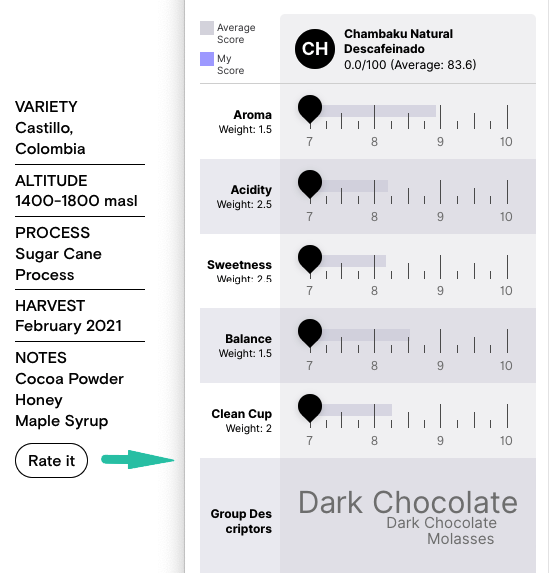 VARIETY
Castillo,
Colombia
ALTITUDE
1400-1800 masl
PROCESS
Sugar Cane
Process
HARVEST
February 2021
NOTES
Cocoa Powder
Honey
Maple Syrup
Rate it
Average
Score
My
Score
CH
Chambaku Natural
Descafeinado
0.0/100 (Average: 83.6)
Aroma
Weight: 1.5
7 8 9 10
Acidity
Weight: 2.5
7 8 9 10
Sweetness
Weight: 2.5
7 8 9 10
Balance
Weight: 1.5
7 8 9 10
Clean Cup
Weight: 2
7 8 9 10
Group Des
criptors
Dark Chocolate
Dark Chocolate
Molasses